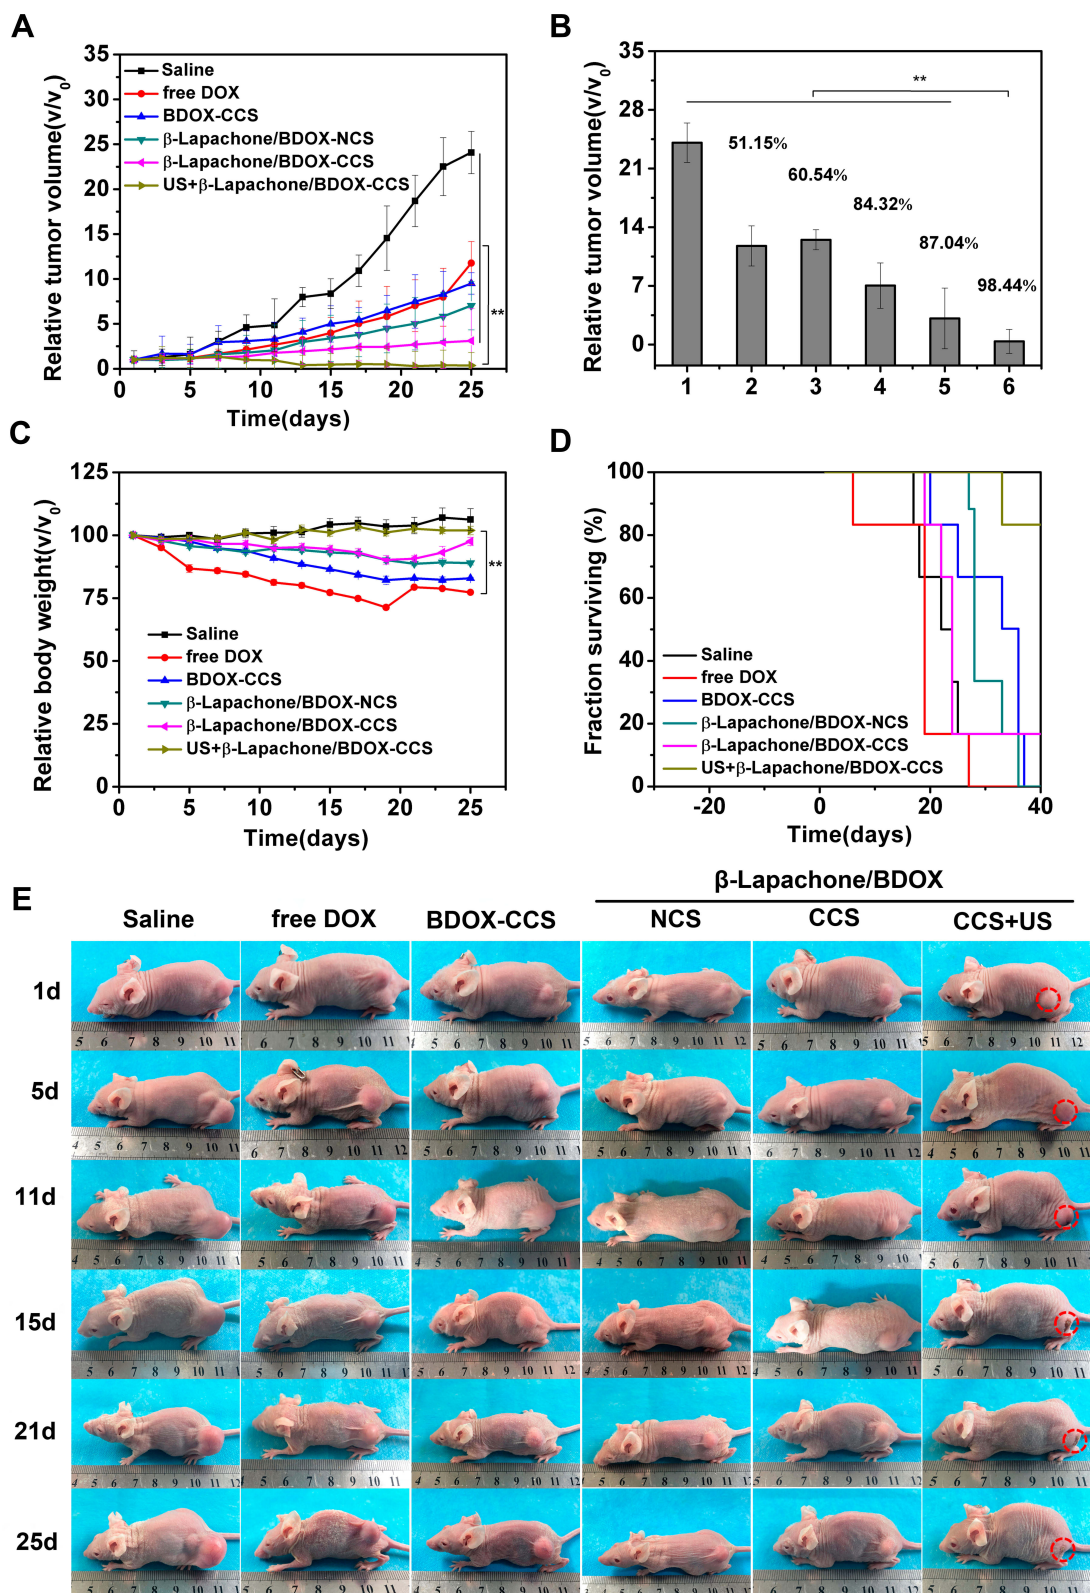 A
Relative tumor volume(v/v0)
35
30
25
20
15
10
5
0
Saline
free DOX
BDOX-CCS
β-Lapachone/BDOX-NCS
β-Lapachone/BDOX-CCS
US+β-Lapachone/BDOX-CCS
**
0 5 10 15 20 25
Time(days)
B
Relative tumor volume(v/v0)
35
28
21
14
7
0
**
51.15%
60.54%
84.32%
87.04%
98.44%
1 2 3 4 5 6
C
Relative body weight(v/v0)
125
100
75
50
25
0
**
Saline
free DOX
BDOX-CCS
β-Lapachone/BDOX-NCS
β-Lapachone/BDOX-CCS
US+β-Lapachone/BDOX-CCS
0 5 10 15 20 25
Time(days)
D
Fraction surviving (%)
100
80
60
40
20
0
Saline
free DOX
BDOX-CCS
β-Lapachone/BDOX-NCS
β-Lapachone/BDOX-CCS
US+β-Lapachone/BDOX-CCS
-20 0 20 40
Time(days)
E
β-Lapachone/BDOX
Saline free DOX BDOX-CCS NCS CCS CCS+US
1d
5d
11d
15d
21d
25d